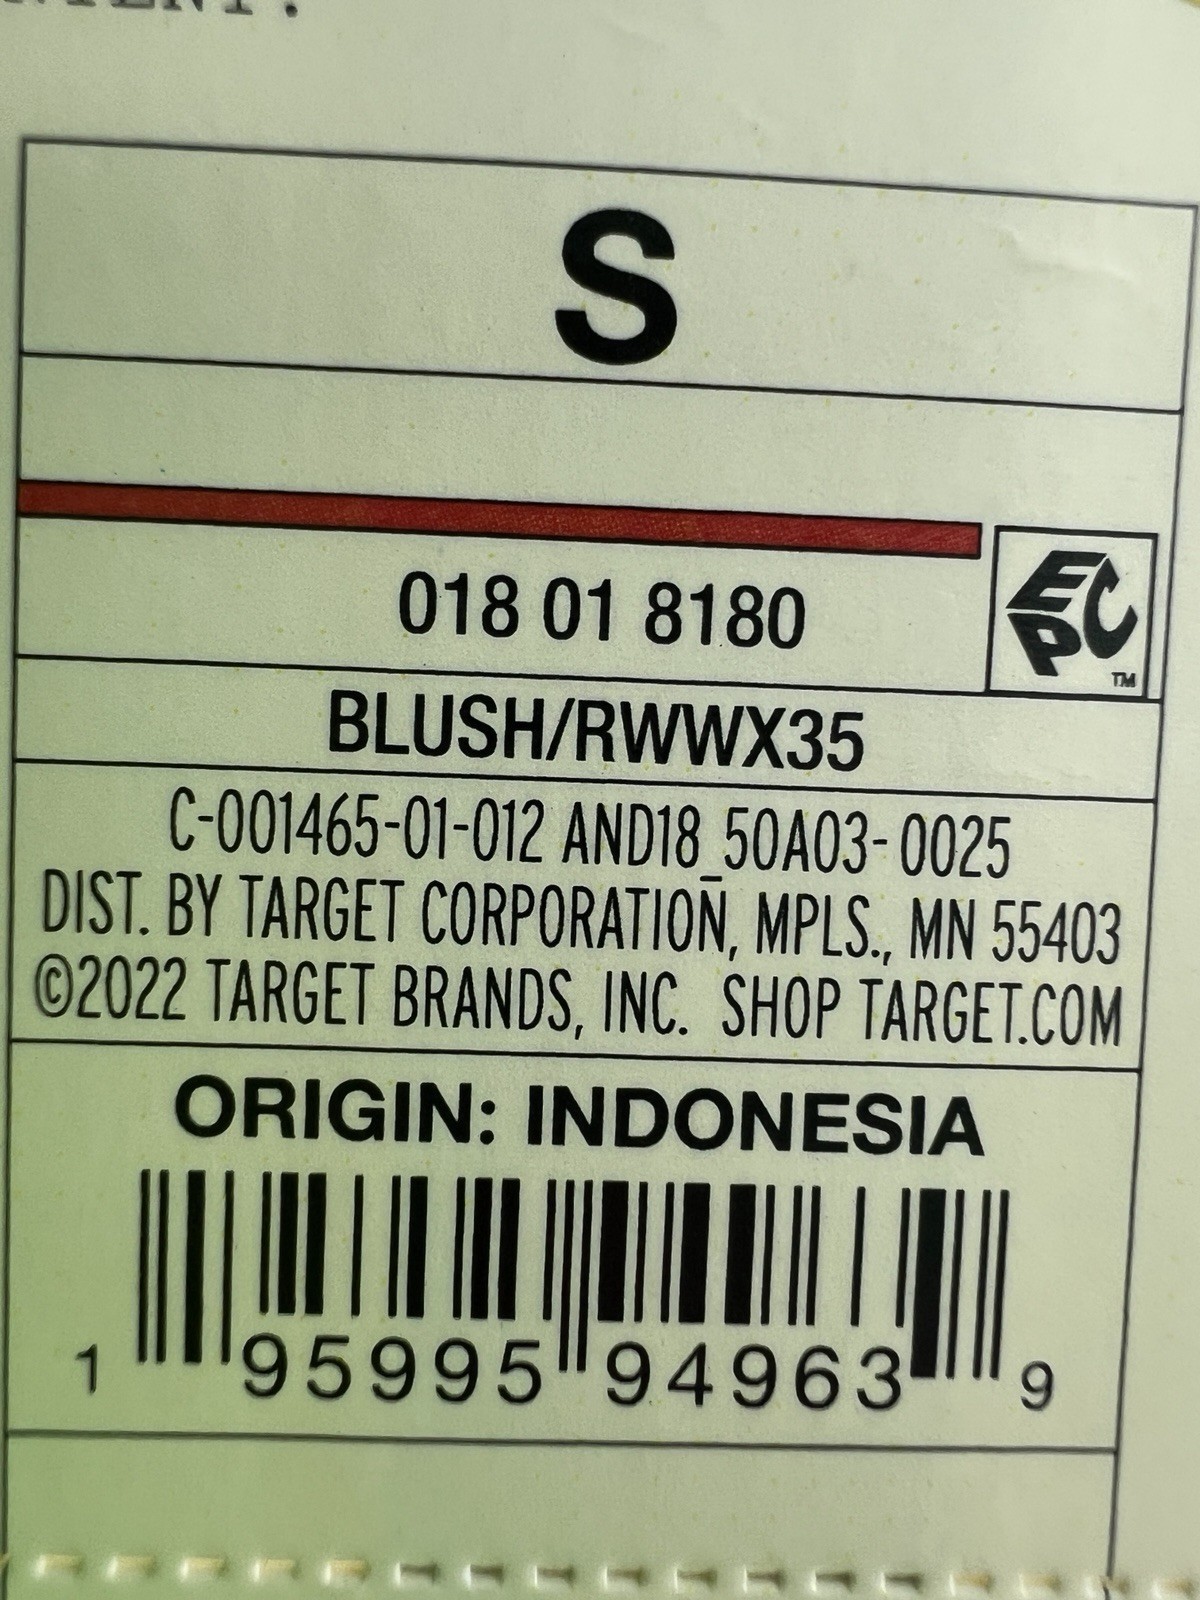 S
018 01 8180
EPC™
BLUSH/RWWX35
C-001465-01-012 AND18_50A03-0025
DIST. BY TARGET CORPORATION, MPLS., MN 55403
©2022 TARGET BRANDS, INC. SHOP TARGET.COM
ORIGIN: INDONESIA
1 95995 94963 9